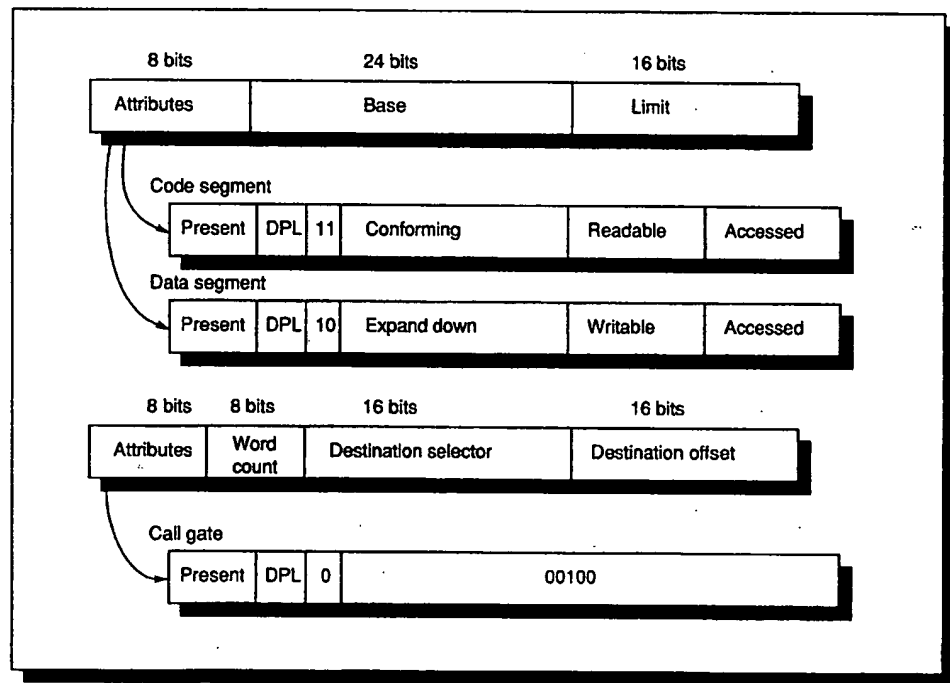 8 bits 24 bits 16 bits
Attributes Base Limit
Code segment
Present DPL 11 Conforming Readable Accessed
Data segment
Present DPL 10 Expand down Writable Accessed
8 bits 8 bits 16 bits 16 bits
Attributes Word count Destination selector Destination offset
Call gate
Present DPL 0 00100